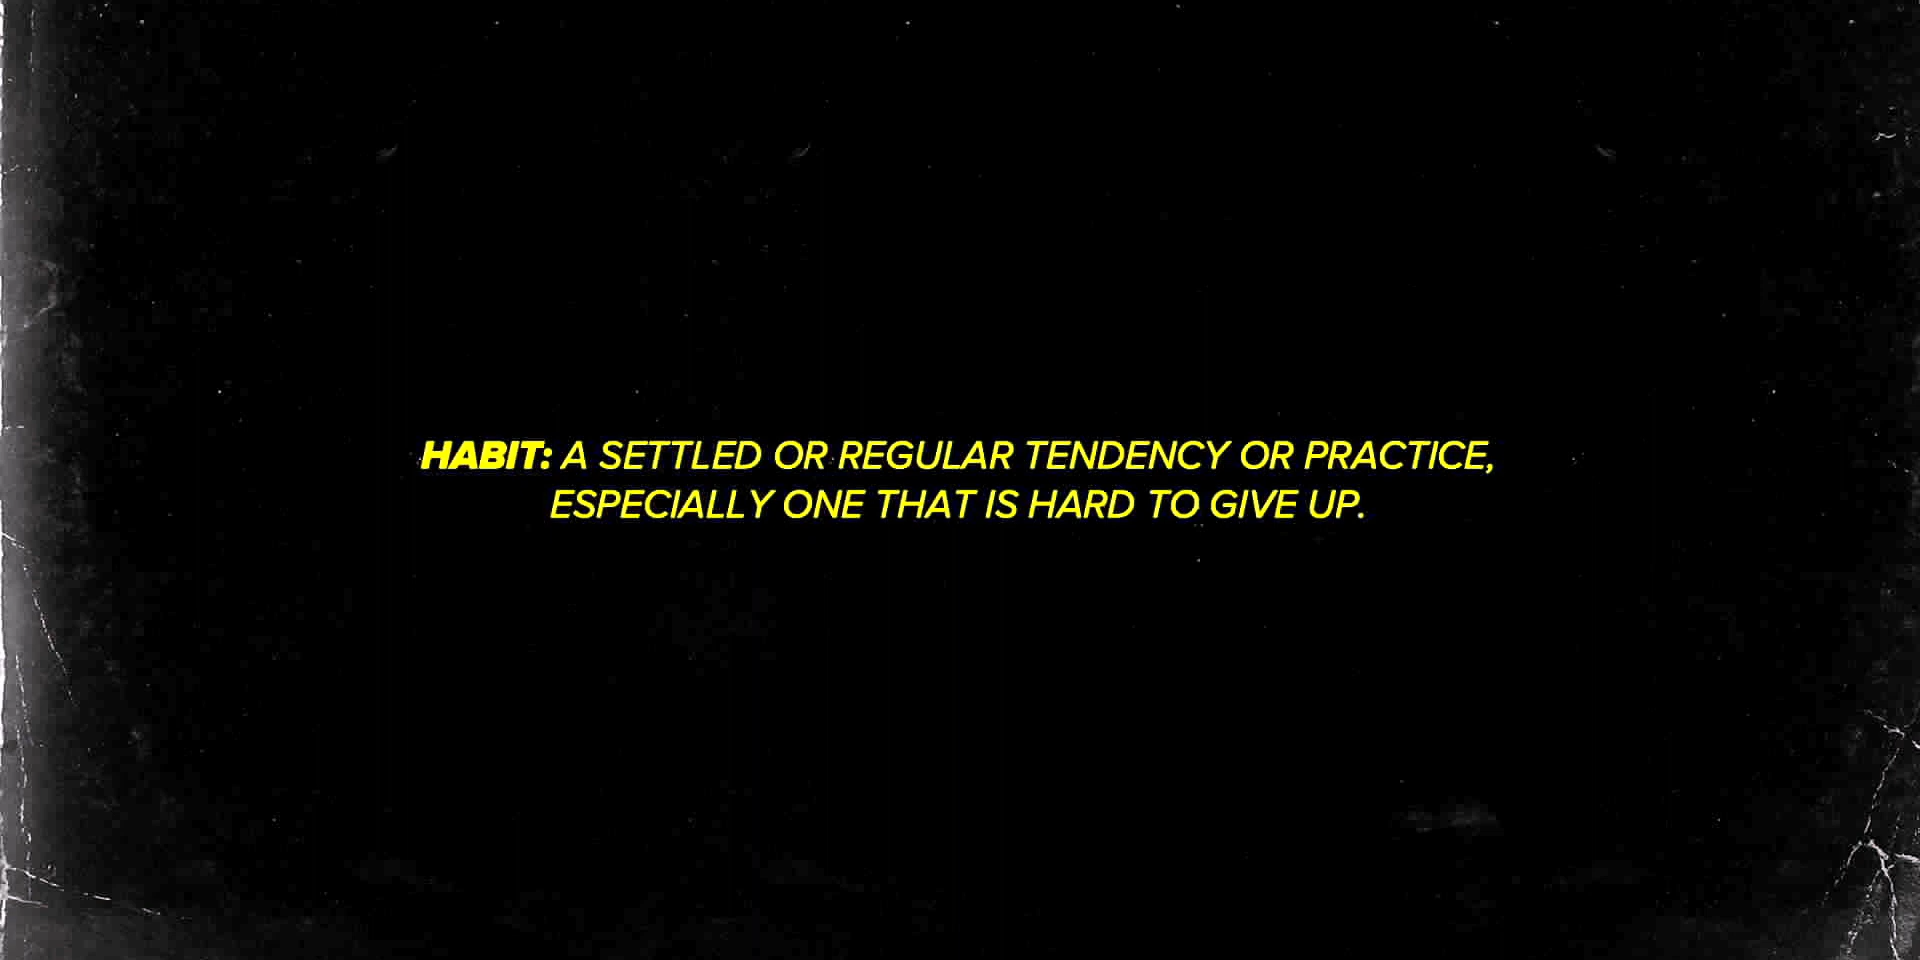 HABIT: A SETTLED OR REGULAR TENDENCY OR PRACTICE,
ESPECIALLY ONE THAT IS HARD TO GIVE UP.